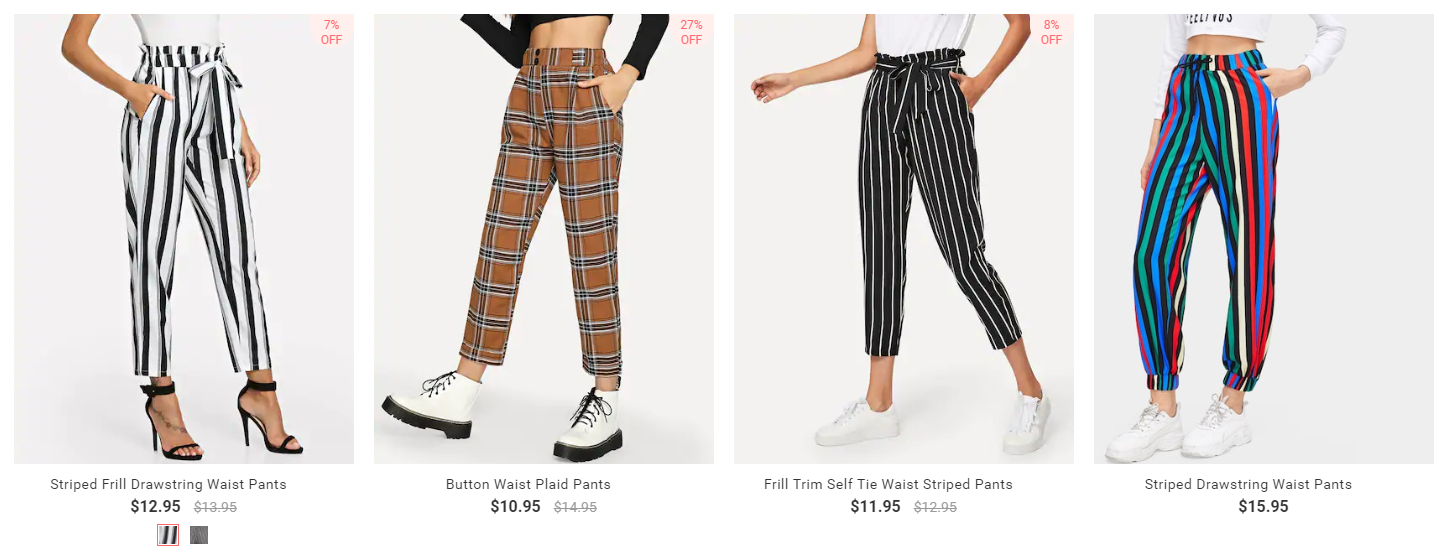 7%
OFF
27%
OFF
8%
OFF
Striped Frill Drawstring Waist Pants
$12.95 $13.95
Button Waist Plaid Pants
$10.95 $14.95
Frill Trim Self Tie Waist Striped Pants
$11.95 $12.95
Striped Drawstring Waist Pants
$15.95